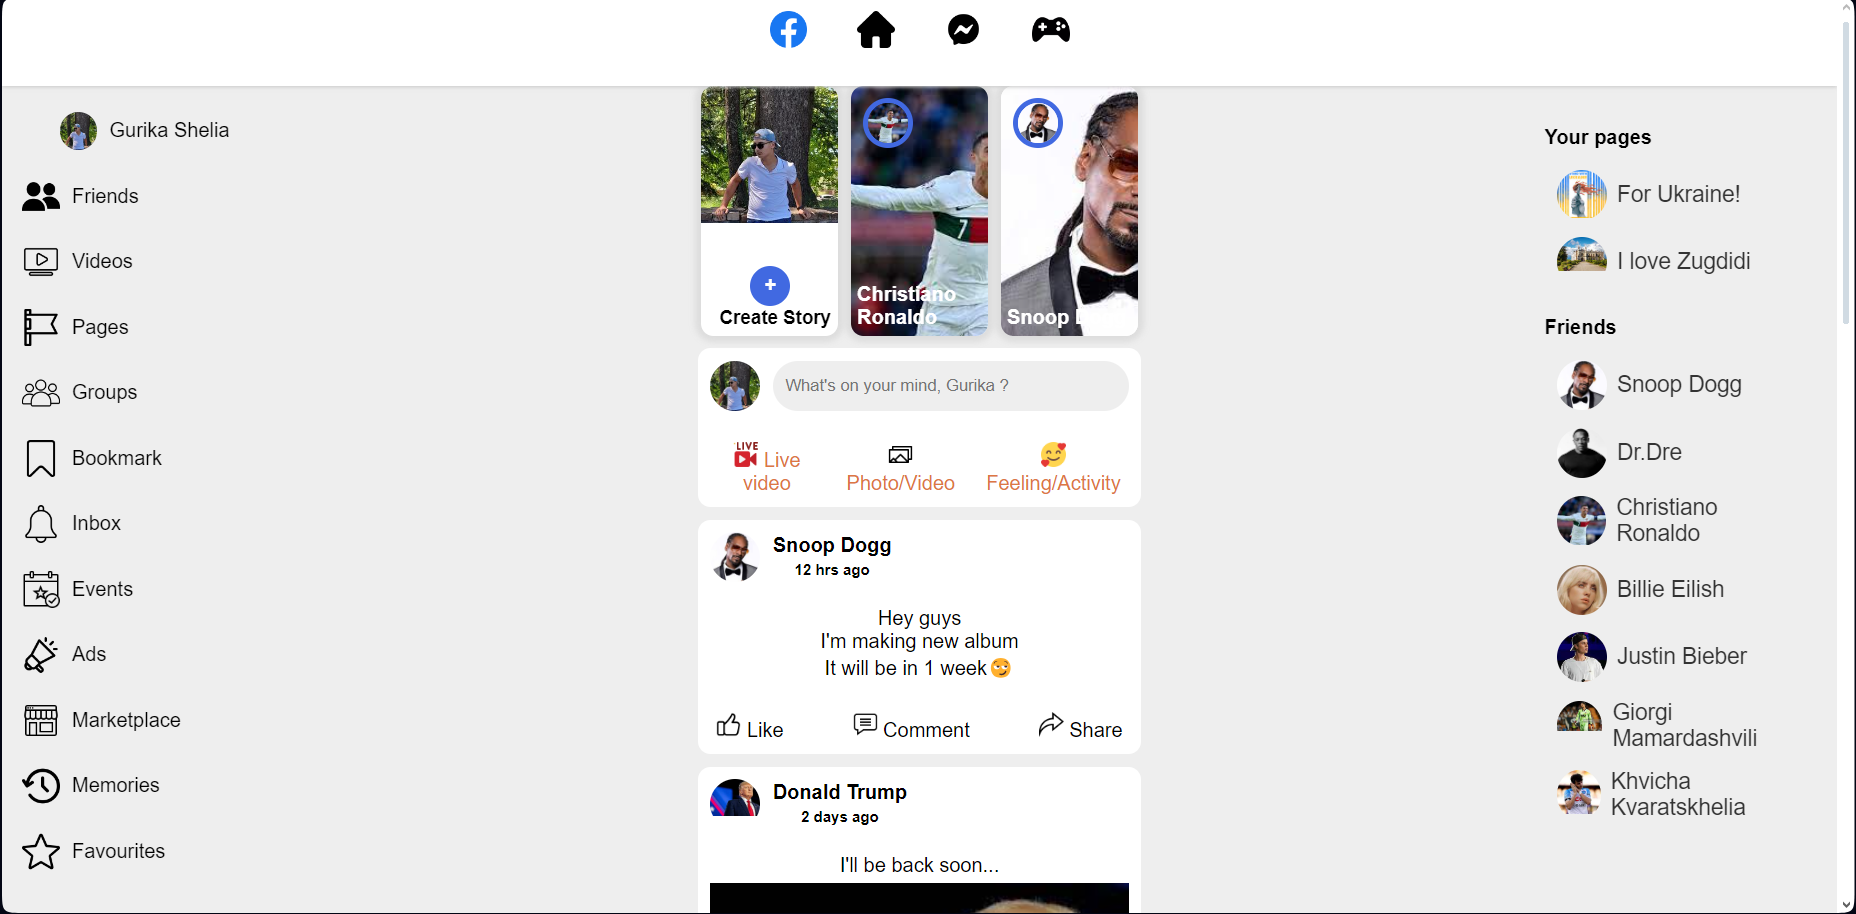 Gurika Shelia
Friends
Videos
Pages
Groups
Bookmark
Inbox
Events
Ads
Marketplace
Memories
Favourites
+
Create Story
7
Christiano
Ronaldo
Snoop
What's on your mind, Gurika ?
LIVE
Live
video
Photo/Video
Feeling/Activity
Snoop Dogg
12 hrs ago
Hey guys
I'm making new album
It will be in 1 week
Like
Comment
Share
Donald Trump
2 days ago
I'll be back soon...
Your pages
For Ukraine!
I love Zugdidi
Friends
Snoop Dogg
Dr.Dre
Christiano
Ronaldo
Billie Eilish
Justin Bieber
Giorgi
Mamardashvili
Khvicha
Kvaratskhelia